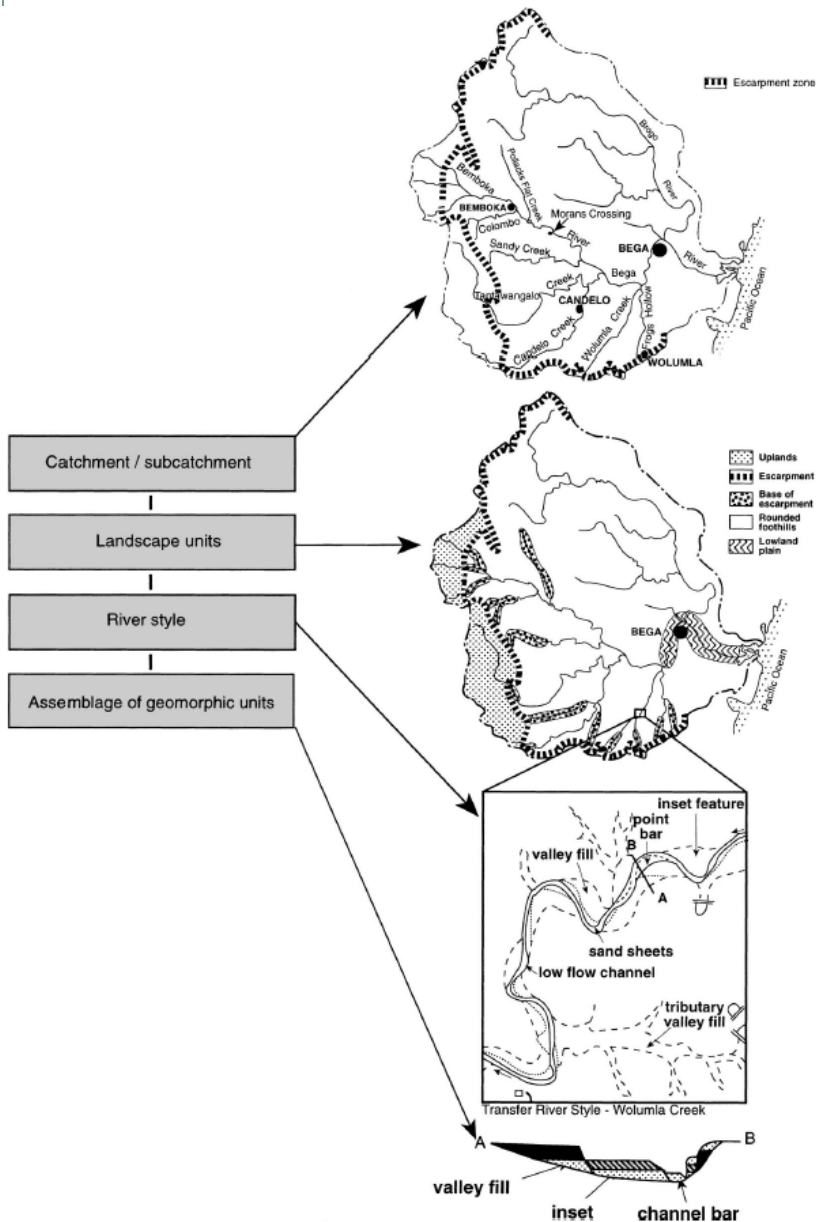 Escarpment zone
Brogo
River
Bemboka
Pollacks Flat Creek
BEMBOKA
Colombo
Morans Crossing
River
BEGA
River
Sandy Creek
Bega
Creek
Tantawangalo
CANDELO
Candelo Creek
Wolumla Creek
Frogs Hollow
WOLUMLA
Pacific Ocean
Catchment / subcatchment
Landscape units
River style
Assemblage of geomorphic units
Uplands
Escarpment
Base of
escarpment
Rounded
foothills
Lowland
plain
BEGA
Pacific Ocean
inset feature
point
bar
B
valley fill
A
sand sheets
low flow channel
tributary
valley fill
Transfer River Style - Wolumla Creek
A
B
valley fill
inset
channel bar